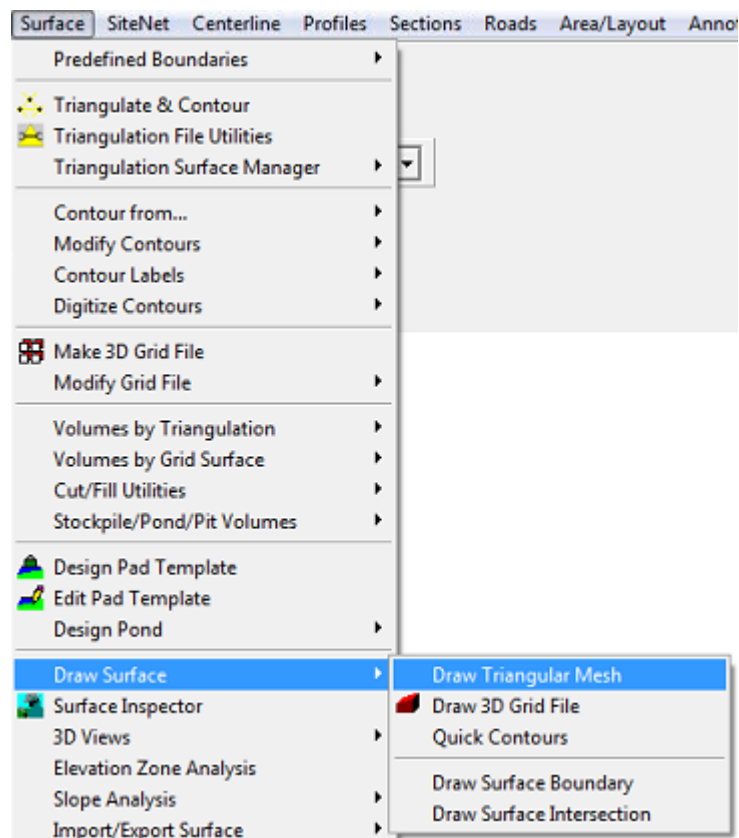 Surface SiteNet Centerline Profiles Sections Roads Area/Layout Annot
Predefined Boundaries
Triangulate & Contour
Triangulation File Utilities
Triangulation Surface Manager
Contour from...
Modify Contours
Contour Labels
Digitize Contours
Make 3D Grid File
Modify Grid File
Volumes by Triangulation
Volumes by Grid Surface
Cut/Fill Utilities
Stockpile/Pond/Pit Volumes
Design Pad Template
Edit Pad Template
Design Pond
Draw Surface
Draw Triangular Mesh
Surface Inspector
Draw 3D Grid File
3D Views
Quick Contours
Elevation Zone Analysis
Draw Surface Boundary
Slope Analysis
Draw Surface Intersection
Import/Export Surface